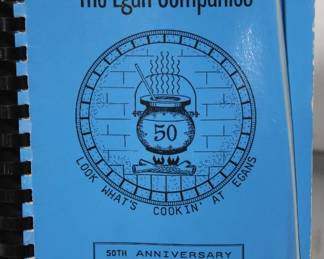 The Egan Companies
50
LOOK WHAT'S COOKIN' AT EGANS
50TH ANNIVERSARY